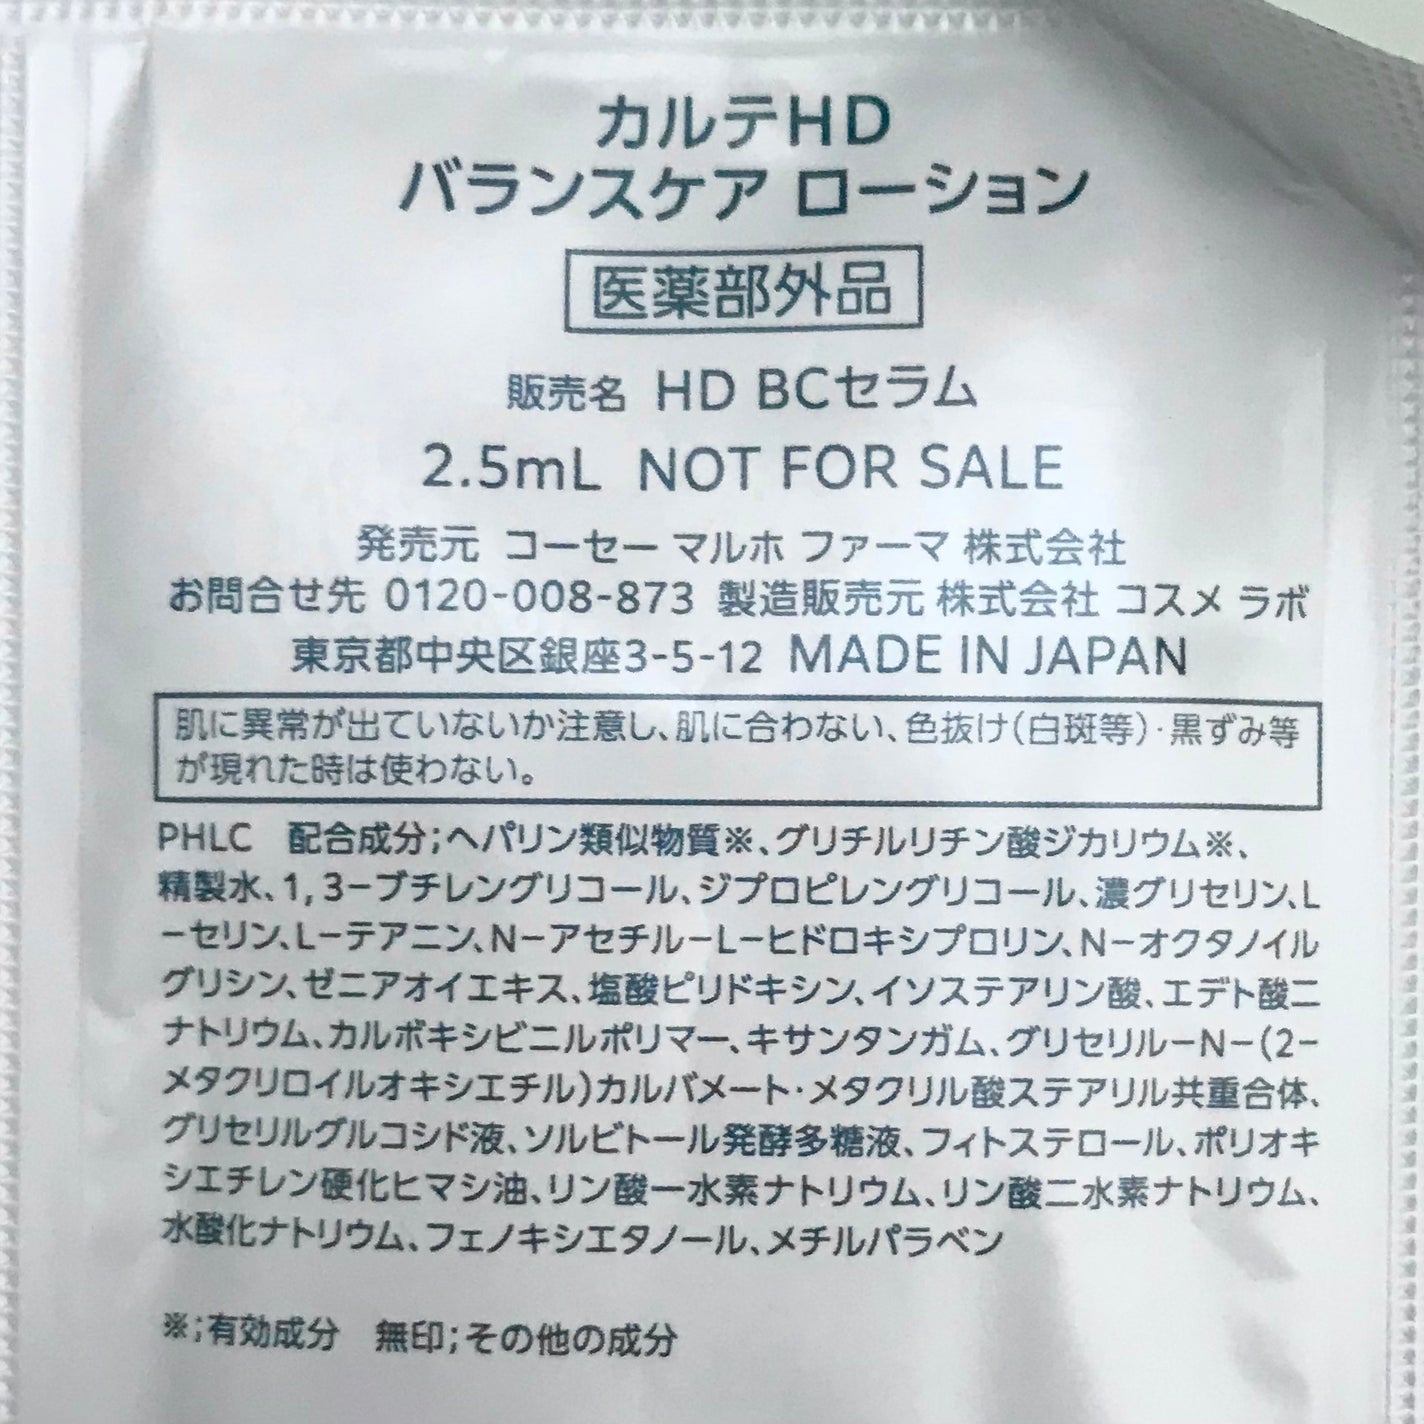 カルテHD
バランスケア ローション
医薬部外品
販売名 HD BCセラム
2.5mL NOT FOR SALE
発売元 コーセー マルホ ファーマ 株式会社
お問合せ先 0120-008-873 製造販売元 株式会社 コスメ ラボ
東京都中央区銀座3-5-12 MADE IN JAPAN
肌に異常が出ていないか注意し、肌に合わない、色抜け(白斑等)·黒ずみ等
が現れた時は使わない。
PHLC 配合成分;ヘパリン類似物質※、グリチルリチン酸ジカリウム※、
精製水、1,3-ブチレングリコール、ジプロピレングリコール、濃グリセリン、L
-セリン、L-テアニン、N-アセチル-L-ヒドロキシプロリン、N-オクタノイル
グリシン、ゼニアオイエキス、塩酸ピリドキシン、イソステアリン酸、エデト酸二
ナトリウム、カルボキシビニルポリマー、キサンタンガム、グリセリル-N-(2-
メタクリロイルオキシエチル)カルバメート·メタクリル酸ステアリル共重合体、
グリセリルグルコシド液、ソルビトール発酵多糖液、フィトステロール、ポリオキ
シエチレン硬化ヒマシ油、リン酸一水素ナトリウム、リン酸二水素ナトリウム、
水酸化ナトリウム、フェノキシエタノール、メチルパラベン
※;有効成分 無印;その他の成分